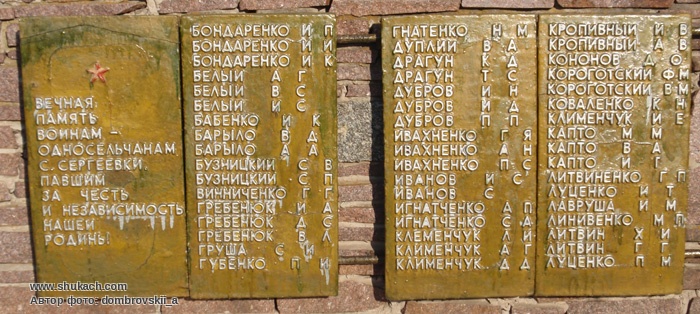 ВЕЧНАЯ
ПАМЯТЬ
ВОИНАМ –
ОДНОСЕЛЬЧАНАМ
С. СЕРГЕЕВКИ,
ПАВШИМ
ЗА ЧЕСТЬ
И НЕЗАВИСИМОСТЬ
НАШЕЙ
РОДИНЫ!
БОНДАРЕНКО И П
БОНДАРЕНКО И И
БОНДАРЕНКО И К
БЕЛЫЙ А Г
БЕЛЫЙ В С
БЕЛЫЙ И С
БАБЕНКО И К
БАРЫЛО В Д
БАРЫЛО А А
БУЗНИЦКИЙ С В
БУЗНИЦКИЙ С П
ВИННИЧЕНКО Г Г
ГРЕБЕНЮК И Д
ГРЕБЕНЮК Д С
ГРЕБЕНЮК В Л
ГРУША С И
ГУБЕНКО П И
ГНАТЕНКО Н М
ДУПЛИЙ В А
ДРАГУН К Д
ДРАГУН Т С
ДУБРОВ И Н
ДУБРОВ И Д
ДУБРОВ П П
ИВАХНЕНКО Г Я
ИВАХНЕНКО А Н
ИВАХНЕНКО П С
ИВАНОВ И С
ИВАНОВ С
ИГНАТЧЕНКО А П
ИГНАТЧЕНКО С А
КЛЕМЕНЧУК А Г
КЛИМЕНЧУК А Г
КЛИМЕНЧУК А Д
КРОПИВНЫЙ И В
КРОПИВНЫЙ А В
КОНОНОВ Д О
КОРОГОТСКИЙ Ф М
КОРОГОТСКИЙ В М
КОВАЛЕНКО К Н
КЛИМЕНЧУК И Е
КАПТО М М
КАПТО В А
КАПТО И Г
ЛИТВИНЕНКО Г П
ЛУЦЕНКО И Т
ЛАВРУША И М
ЛИНИВЕНКО М П
ЛИТВИН Х И
ЛИТВИН Г Г
ЛУЦЕНКО П М
www.shukach.com
Автор фото: dombrovskii_a